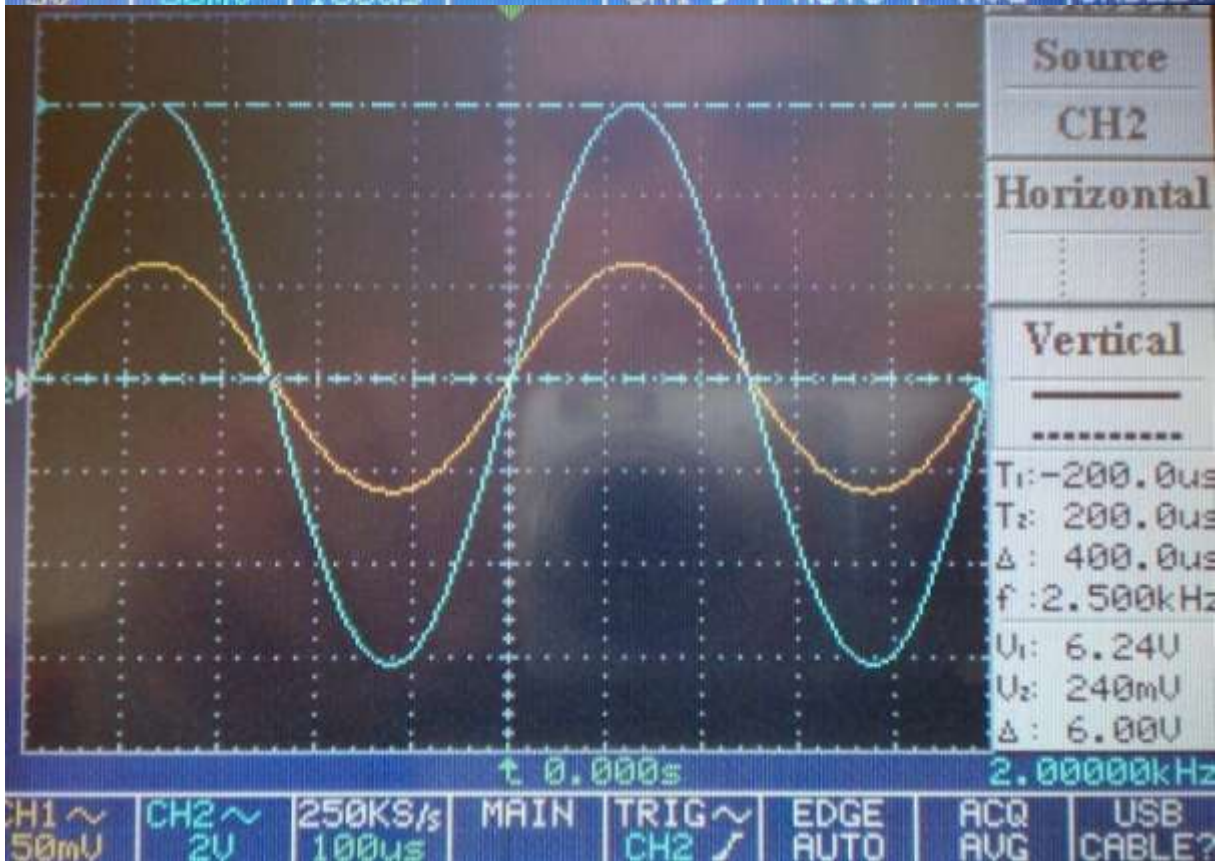 Source
CH2
Horizontal
Vertical
T₁:-200.0us
T₂: 200.0us
Δ : 400.0us
f :2.500kHz
V₁: 6.24V
V₂: 240mV
Δ : 6.00V
2
t 0.000s
2.00000kHz
CH1 ~ CH2 ~ 250KS/s MAIN TRIG ~ EDGE ACQ USB
50mV 2V 100us CH2 AUTO AVG CABLE?